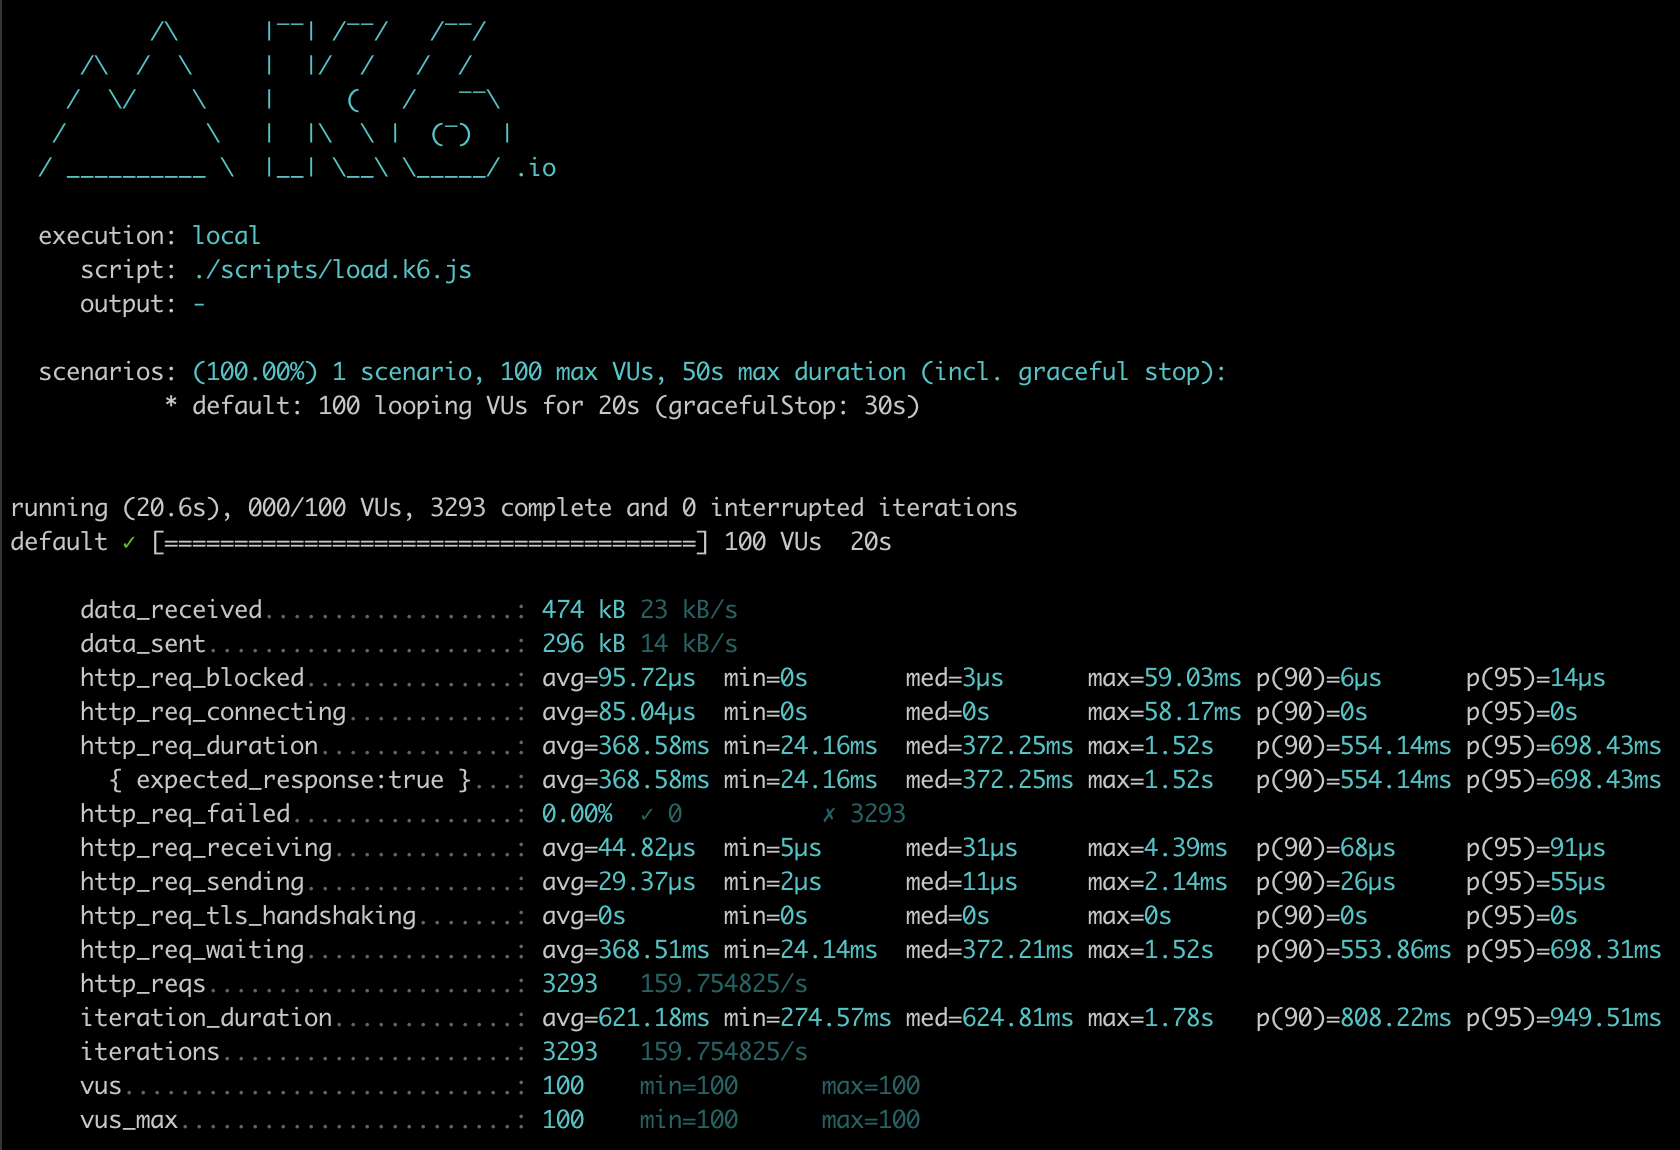 /\      |‾‾| /‾‾/   /‾‾/
     /\  /  \     |  |/  /   /  /
    /  \/    \    |     (   /   ‾‾\
   /          \   |  |\  \ |  (‾)  |
  / __________ \  |__| \__\ \_____/ .io
execution: local
script: ./scripts/load.k6.js
output: -
scenarios: (100.00%) 1 scenario, 100 max VUs, 50s max duration (incl. graceful stop):
* default: 100 looping VUs for 20s (gracefulStop: 30s)
running (20.6s), 000/100 VUs, 3293 complete and 0 interrupted iterations
default ✓ [======================================] 100 VUs  20s
data_received..................: 474 kB 23 kB/s
data_sent......................: 296 kB 14 kB/s
http_req_blocked...............: avg=95.72µs  min=0s       med=3µs      max=59.03ms p(90)=6µs      p(95)=14µs
http_req_connecting............: avg=85.04µs  min=0s       med=0s       max=58.17ms p(90)=0s       p(95)=0s
http_req_duration..............: avg=368.58ms min=24.16ms  med=372.25ms max=1.52s   p(90)=554.14ms p(95)=698.43ms
{ expected_response:true }...: avg=368.58ms min=24.16ms  med=372.25ms max=1.52s   p(90)=554.14ms p(95)=698.43ms
http_req_failed................: 0.00%  ✓ 0          ✗ 3293
http_req_receiving.............: avg=44.82µs  min=5µs      med=31µs     max=4.39ms  p(90)=68µs     p(95)=91µs
http_req_sending...............: avg=29.37µs  min=2µs      med=11µs     max=2.14ms  p(90)=26µs     p(95)=55µs
http_req_tls_handshaking.......: avg=0s       min=0s       med=0s       max=0s      p(90)=0s       p(95)=0s
http_req_waiting...............: avg=368.51ms min=24.14ms  med=372.21ms max=1.52s   p(90)=553.86ms p(95)=698.31ms
http_reqs......................: 3293   159.754825/s
iteration_duration.............: avg=621.18ms min=274.57ms med=624.81ms max=1.78s   p(90)=808.22ms p(95)=949.51ms
iterations.....................: 3293   159.754825/s
vus............................: 100    min=100      max=100
vus_max........................: 100    min=100      max=100